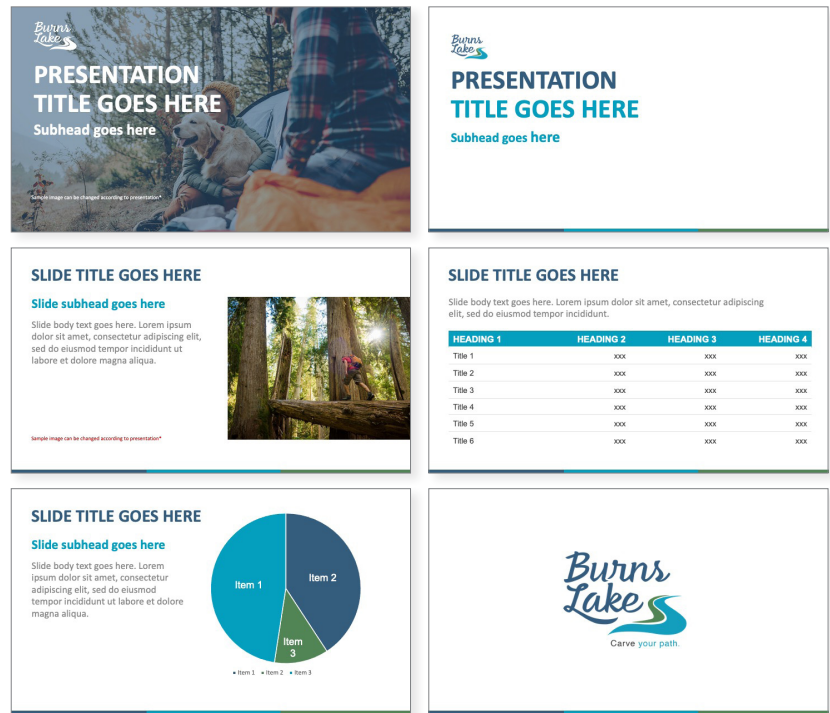 Burns
Lake
PRESENTATION
TITLE GOES HERE
Subhead goes here
Sample image can be changed according to presentation*
Burns
Lake
PRESENTATION
TITLE GOES HERE
Subhead goes here
SLIDE TITLE GOES HERE
Slide subhead goes here
Slide body text goes here. Lorem ipsum
dolor sit amet, consectetur adipiscing elit,
sed do eiusmod tempor incididunt ut
labore et dolore magna aliqua.
Sample image can be changed according to presentation*
SLIDE TITLE GOES HERE
Slide body text goes here. Lorem ipsum dolor sit amet, consectetur adipiscing
elit, sed do eiusmod tempor incididunt.
HEADING 1 HEADING 2 HEADING 3 HEADING 4
Title 1 xxx xxx xxx
Title 2 xxx xxx xxx
Title 3 xxx xxx xxx
Title 4 xxx xxx xxx
Title 5 xxx xxx xxx
Title 6 xxx xxx xxx
SLIDE TITLE GOES HERE
Slide subhead goes here
Slide body text goes here. Lorem
ipsum dolor sit amet, consectetur
adipiscing elit, sed do eiusmod
tempor incididunt ut labore et dolore
magna aliqua.
Item 1
Item 2
Item
3
Item 1 Item 2 Item 3
Burns
Lake
Carve your path.